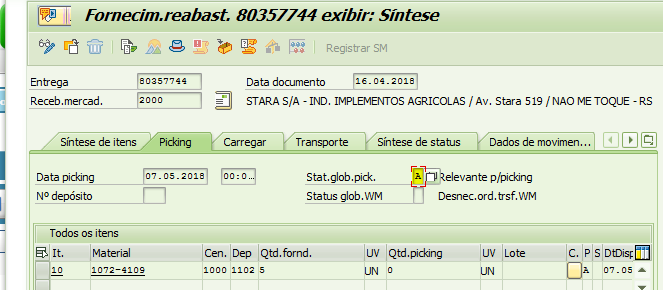 Fornecim.reabast. 80357744 exibir: Síntese
Registrar SM
Entrega 80357744 Data documento 16.04.2018
Receb.mercad. 2000 STARA S/A - IND. IMPLEMENTOS AGRICOLAS / Av. Stara 519 / NAO ME TOQUE - RS
Síntese de itens Picking Carregar Transporte Síntese de status Dados de movimen...
Data picking 07.05.2018 00:0... Stat.glob.pick. A Relevante p/picking
Nº depósito Status glob.WM Desnec.ord.trsf.WM
Todos os itens
It. Material Cen. Dep Qtd.fornd. UV Qtd.picking UV Lote C. P S DtDisp
10 1072-4109 1000 1102 5 UN 0 UN A 07.05